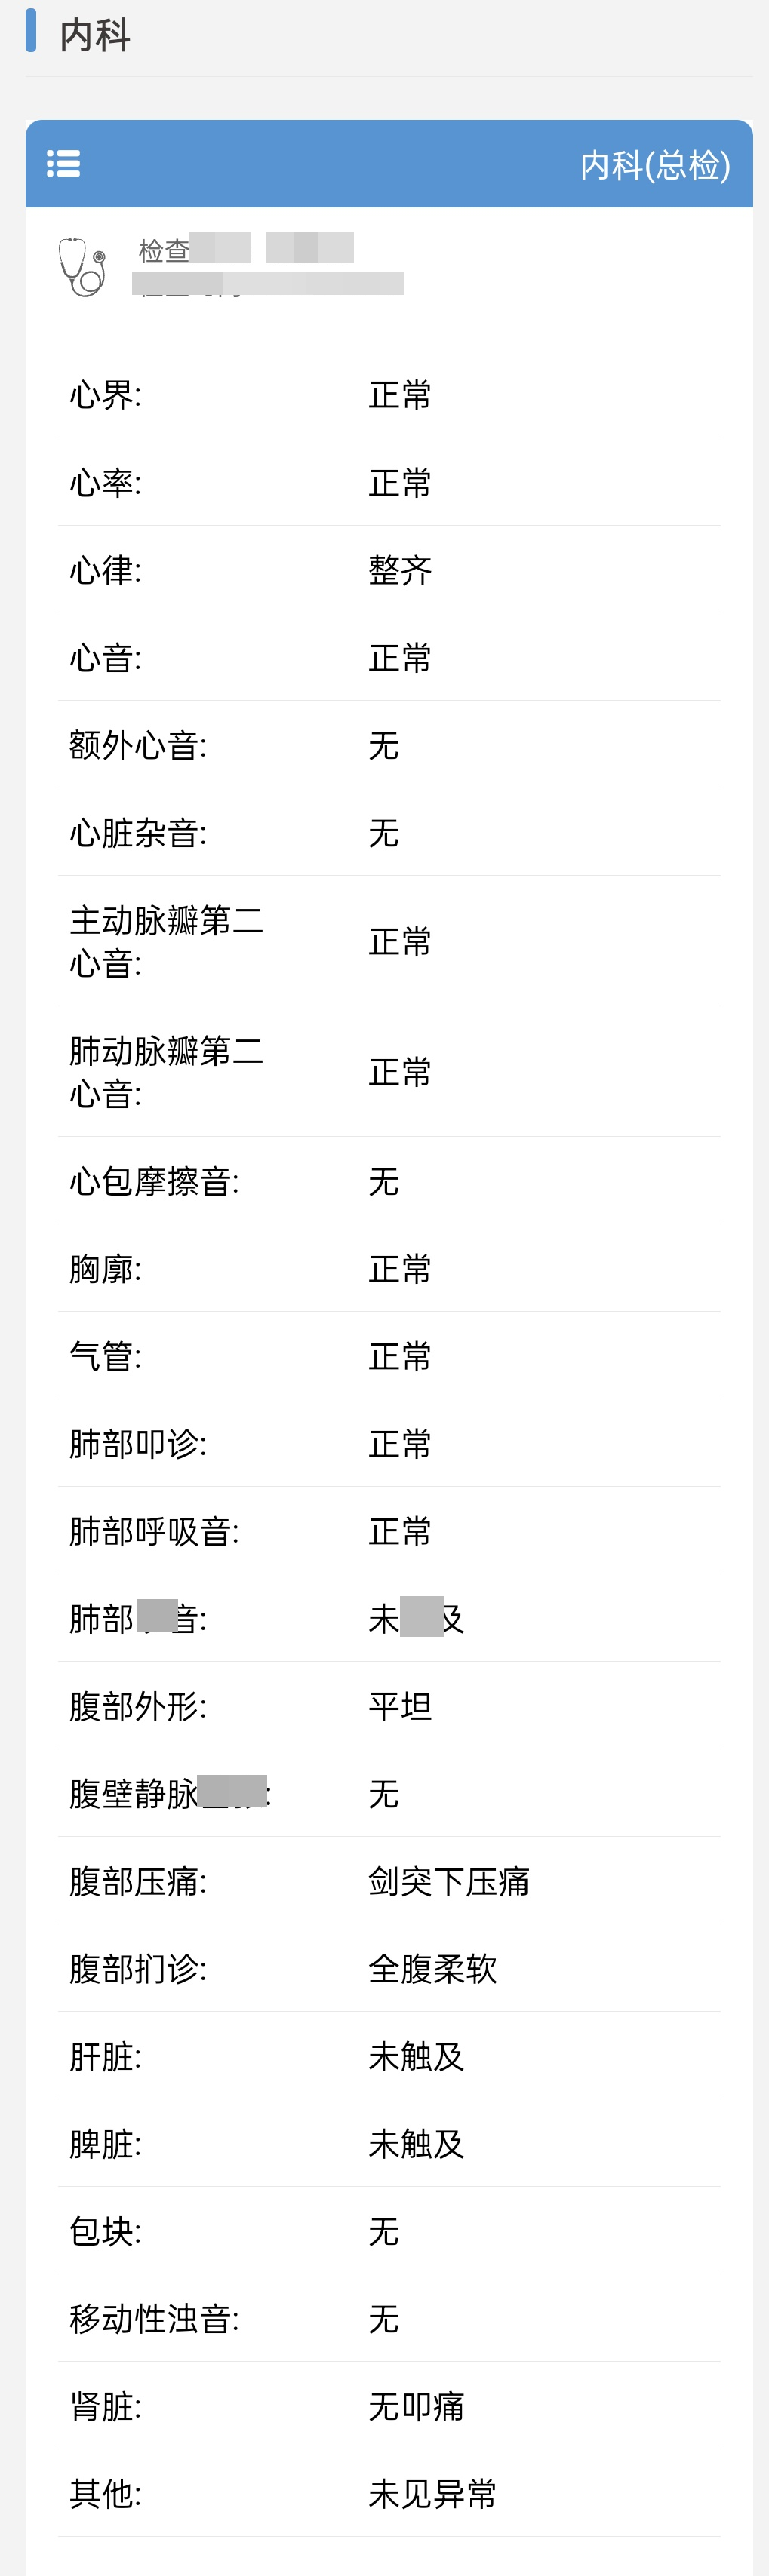 内科
内科(总检)
检查
心界: 正常
心率: 正常
心律: 整齐
心音: 正常
额外心音: 无
心脏杂音: 无
主动脉瓣第二
心音: 正常
肺动脉瓣第二
心音: 正常
心包摩擦音: 无
胸廓: 正常
气管: 正常
肺部叩诊: 正常
肺部呼吸音: 正常
肺部 音: 未 及
腹部外形: 平坦
腹壁静脉 : 无
腹部压痛: 剑突下压痛
腹部扪诊: 全腹柔软
肝脏: 未触及
脾脏: 未触及
包块: 无
移动性浊音: 无
肾脏: 无叩痛
其他: 未见异常